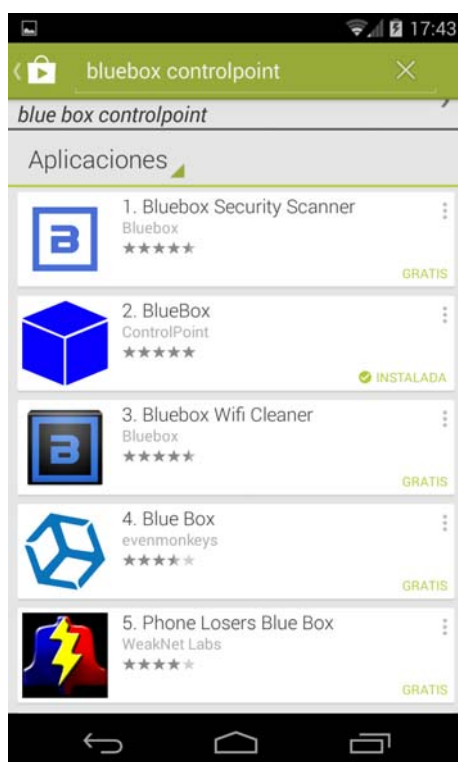 17:43
bluebox controlpoint
blue box controlpoint
Aplicaciones
1. Bluebox Security Scanner
Bluebox
GRATIS
2. BlueBox
ControlPoint
INSTALADA
3. Bluebox Wifi Cleaner
Bluebox
GRATIS
4. Blue Box
evenmonkeys
GRATIS
5. Phone Losers Blue Box
WeakNet Labs
GRATIS